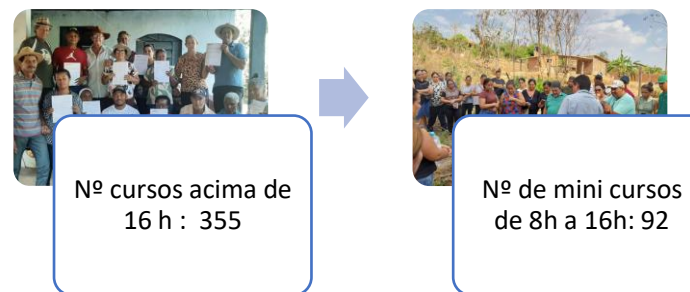 Nº cursos acima de
16 h : 355
Nº de mini cursos
de 8h a 16h: 92